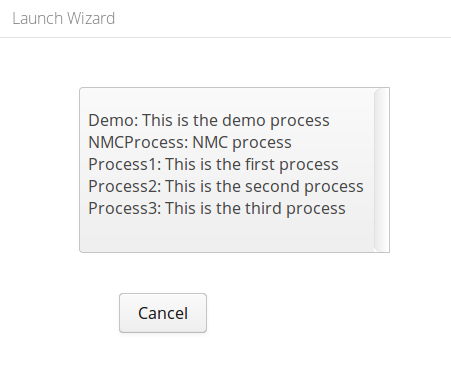 Launch Wizard
Demo: This is the demo process
NMCProcess: NMC process
Process1: This is the first process
Process2: This is the second process
Process3: This is the third process
Cancel